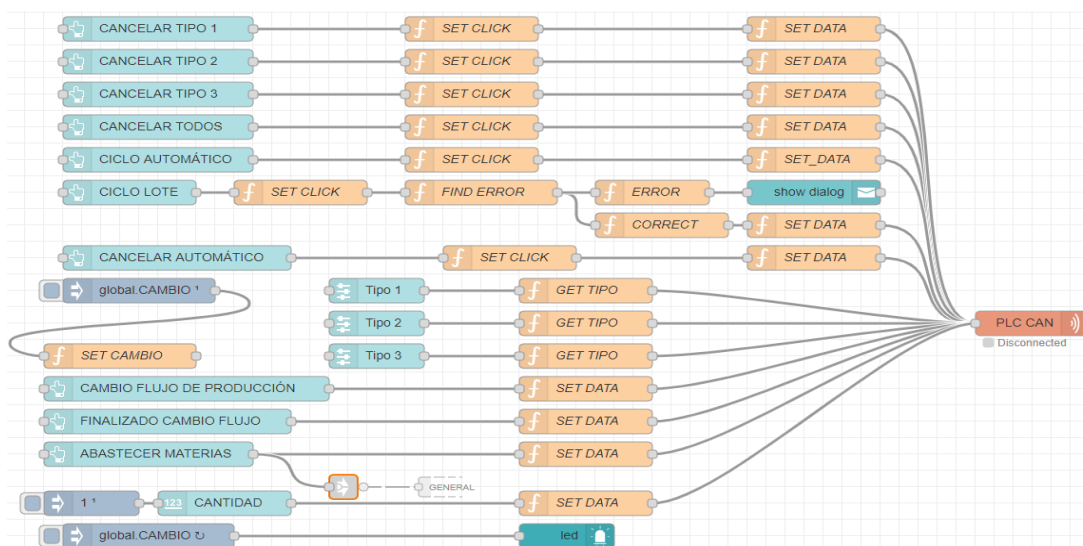 CANCELAR TIPO 1 SET CLICK SET DATA
CANCELAR TIPO 2 SET CLICK SET DATA
CANCELAR TIPO 3 SET CLICK SET DATA
CANCELAR TODOS SET CLICK SET DATA
CICLO AUTOMÁTICO SET CLICK SET_DATA
CICLO LOTE SET CLICK FIND ERROR ERROR show dialog
CORRECT SET DATA
CANCELAR AUTOMÁTICO SET CLICK SET DATA
global.CAMBIO ¹ Tipo 1 GET TIPO
Tipo 2 GET TIPO PLC CAN
Disconnected
SET CAMBIO Tipo 3 GET TIPO
CAMBIO FLUJO DE PRODUCCIÓN SET DATA
FINALIZADO CAMBIO FLUJO SET DATA
ABASTECER MATERIAS SET DATA
GENERAL
1 ¹ 123 CANTIDAD SET DATA
global.CAMBIO ↻ led